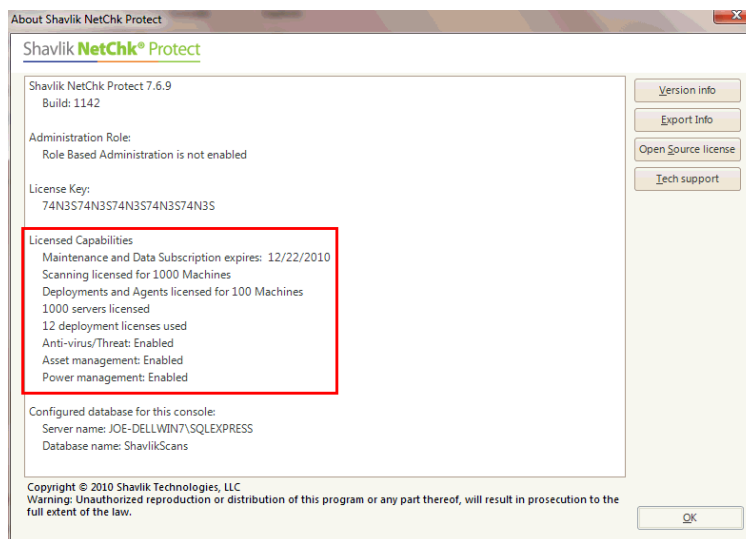 About Shavlik NetChk Protect
Shavlik NetChk® Protect
Shavlik NetChk Protect 7.6.9
Build: 1142
Administration Role:
Role Based Administration is not enabled
License Key:
74N3S74N3S74N3S74N3S74N3S
Licensed Capabilities
Maintenance and Data Subscription expires: 12/22/2010
Scanning licensed for 1000 Machines
Deployments and Agents licensed for 100 Machines
1000 servers licensed
12 deployment licenses used
Anti-virus/Threat: Enabled
Asset management: Enabled
Power management: Enabled
Configured database for this console:
Server name: JOE-DELLWIN7\SQLEXPRESS
Database name: ShavlikScans
Version info
Export Info
Open Source license
Tech support
Copyright © 2010 Shavlik Technologies, LLC
Warning: Unauthorized reproduction or distribution of this program or any part thereof, will result in prosecution to the
full extent of the law.
OK